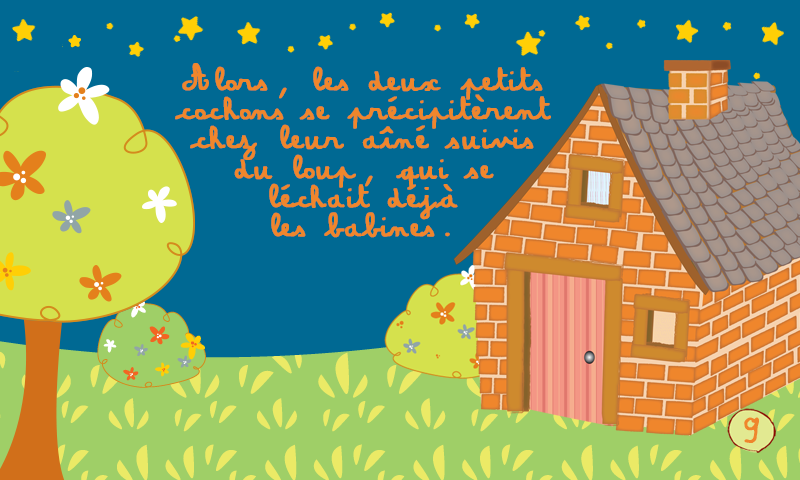 Alors, les deux petits
cochons se précipitèrent
chez leur aîné suivis
du loup, qui se
léchait déjà
les babines.
9